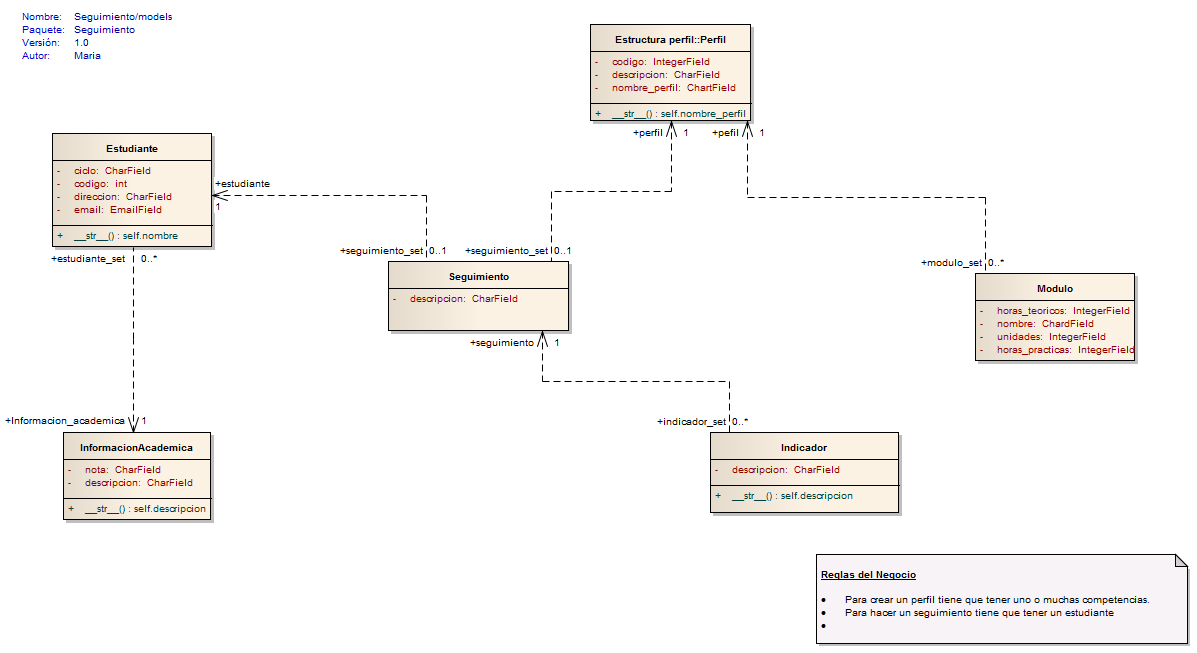 Nombre: Seguimiento/models
Paquete: Seguimiento
Versión: 1.0
Autor: Maria
Estructura perfil::Perfil
- codigo: IntegerField
- descripcion: CharField
- nombre_perfil: ChartField
+ __str__() : self.nombre_perfil
+perfil 1
+pefil 1
Estudiante
- ciclo: CharField
- codigo: int
- direccion: CharField
- email: EmailField
+ __str__() : self.nombre
+estudiante
1
+estudiante_set 0..*
+seguimiento_set 0..1
+seguimiento_set 0..1
Seguimiento
- descripcion: CharField
+seguimiento 1
+modulo_set 0..*
Modulo
- horas_teoricos: IntegerField
- nombre: ChardField
- unidades: IntegerField
- horas_practicas: IntegerField
+Informacion_academica 1
InformacionAcademica
- nota: CharField
- descripcion: CharField
+ __str__() : self.descripcion
+indicador_set 0..*
Indicador
- descripcion: CharField
+ __str__() : self.descripcion
Reglas del Negocio
• Para crear un perfil tiene que tener uno o muchas competencias.
• Para hacer un seguimiento tiene que tener un estudiante
•